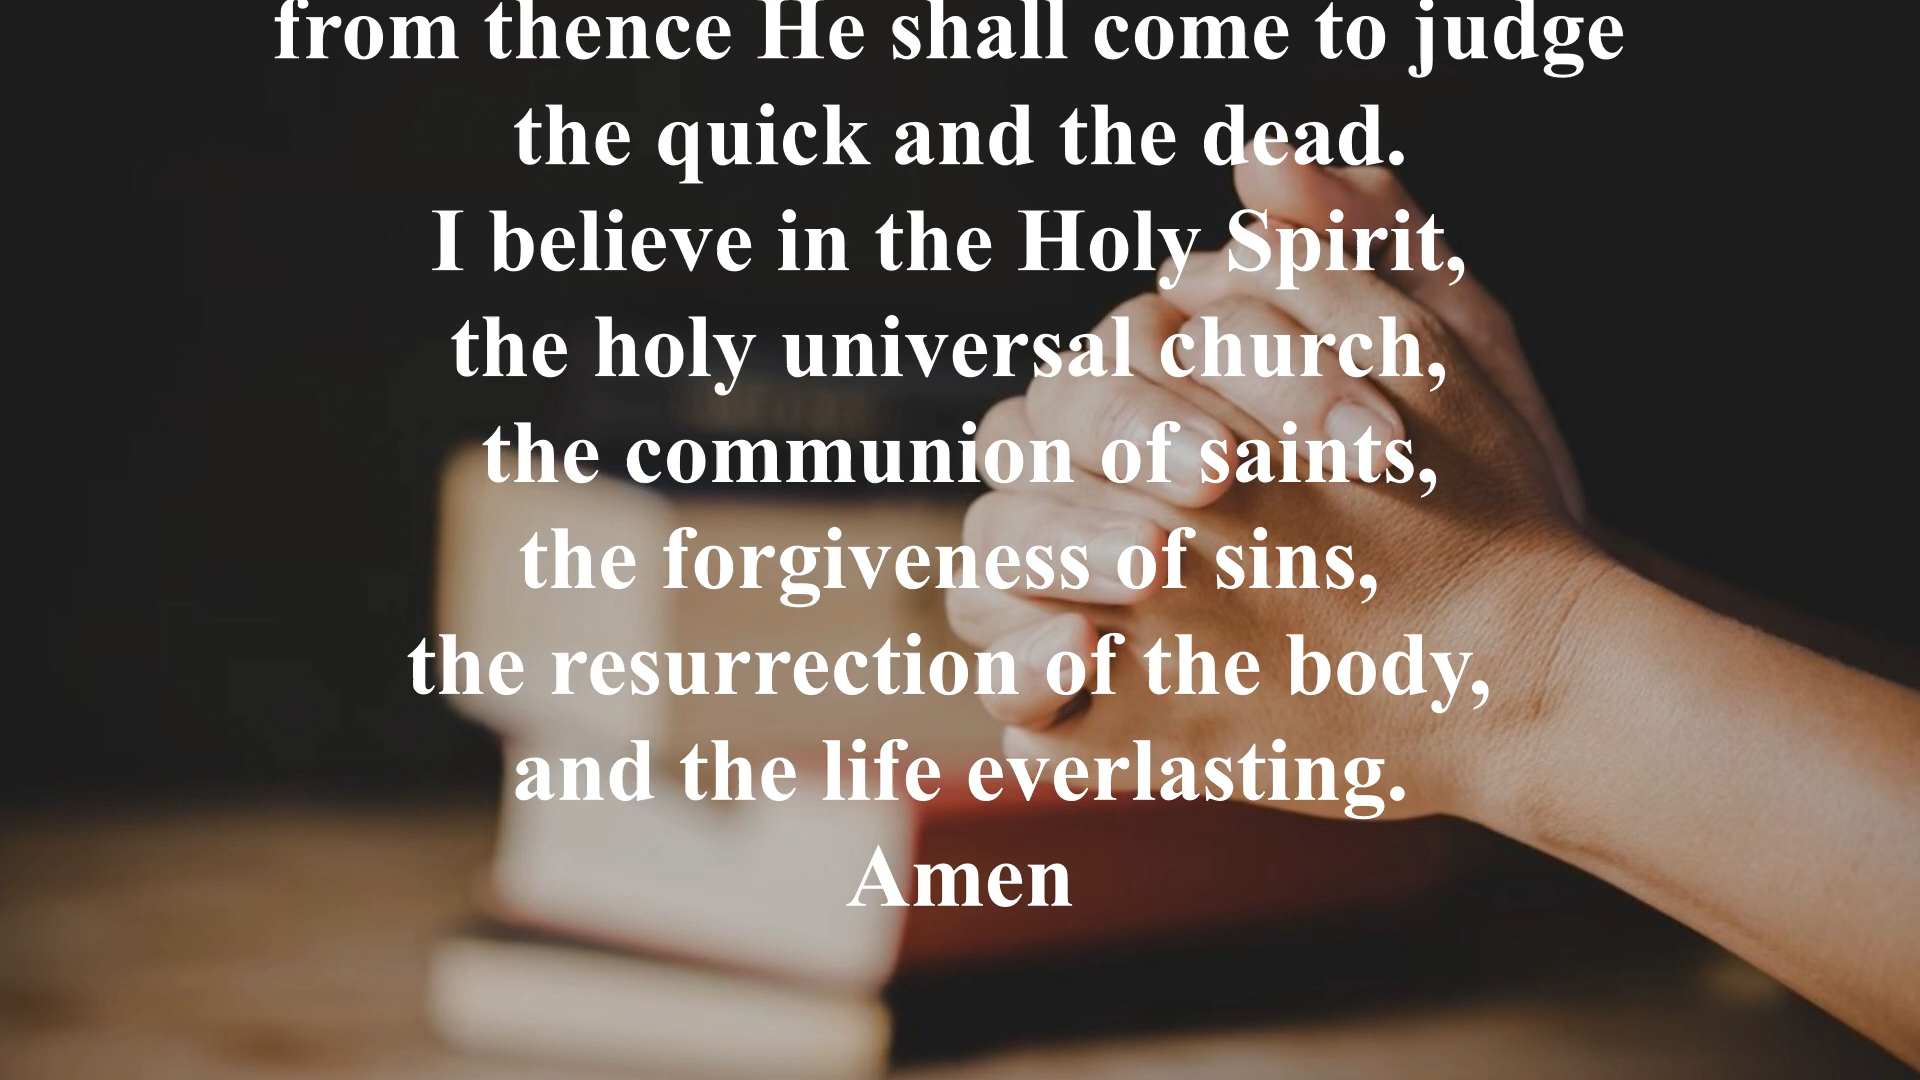 from thence He shall come to judge
the quick and the dead.
I believe in the Holy Spirit,
the holy universal church,
the communion of saints,
the forgiveness of sins,
the resurrection of the body,
and the life everlasting.
Amen